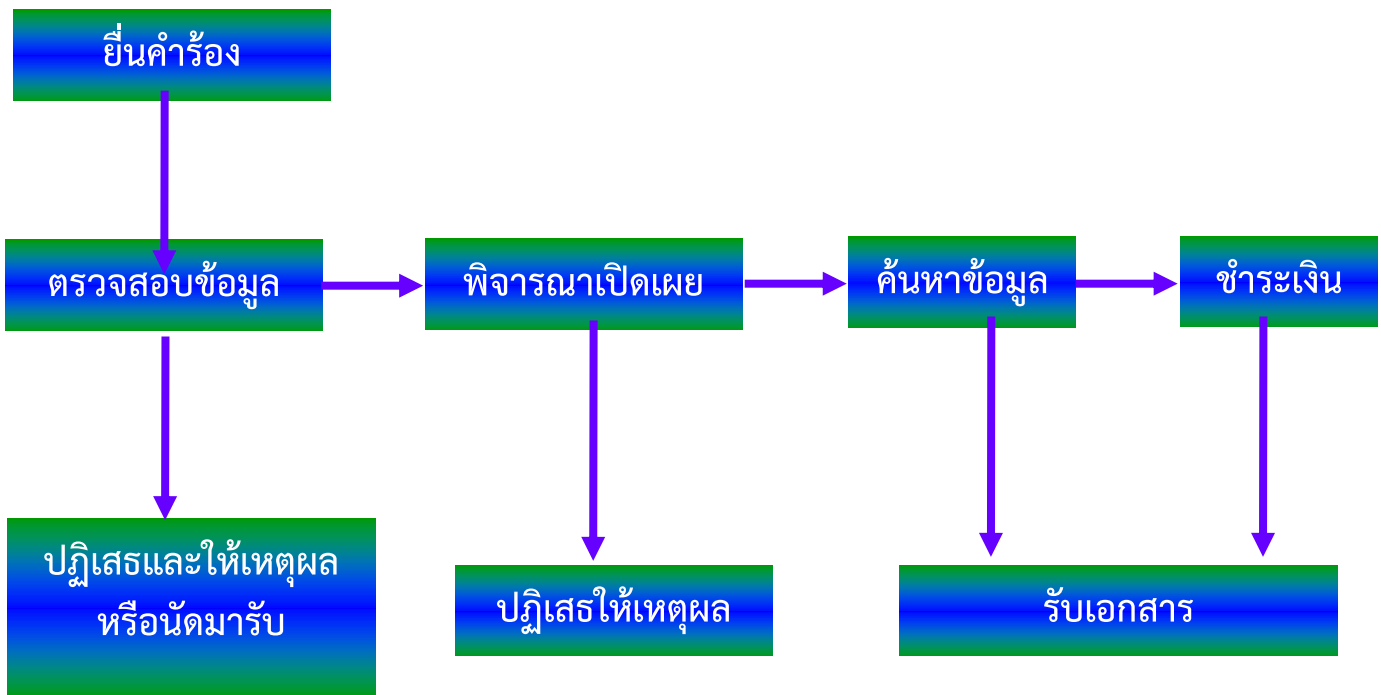 ยื่นคำร้อง
ตรวจสอบข้อมูล
พิจารณาเปิดเผย
ค้นหาข้อมูล
ชำระเงิน
ปฏิเสธและให้เหตุผล
หรือนัดมารับ
ปฏิเสธให้เหตุผล
รับเอกสาร